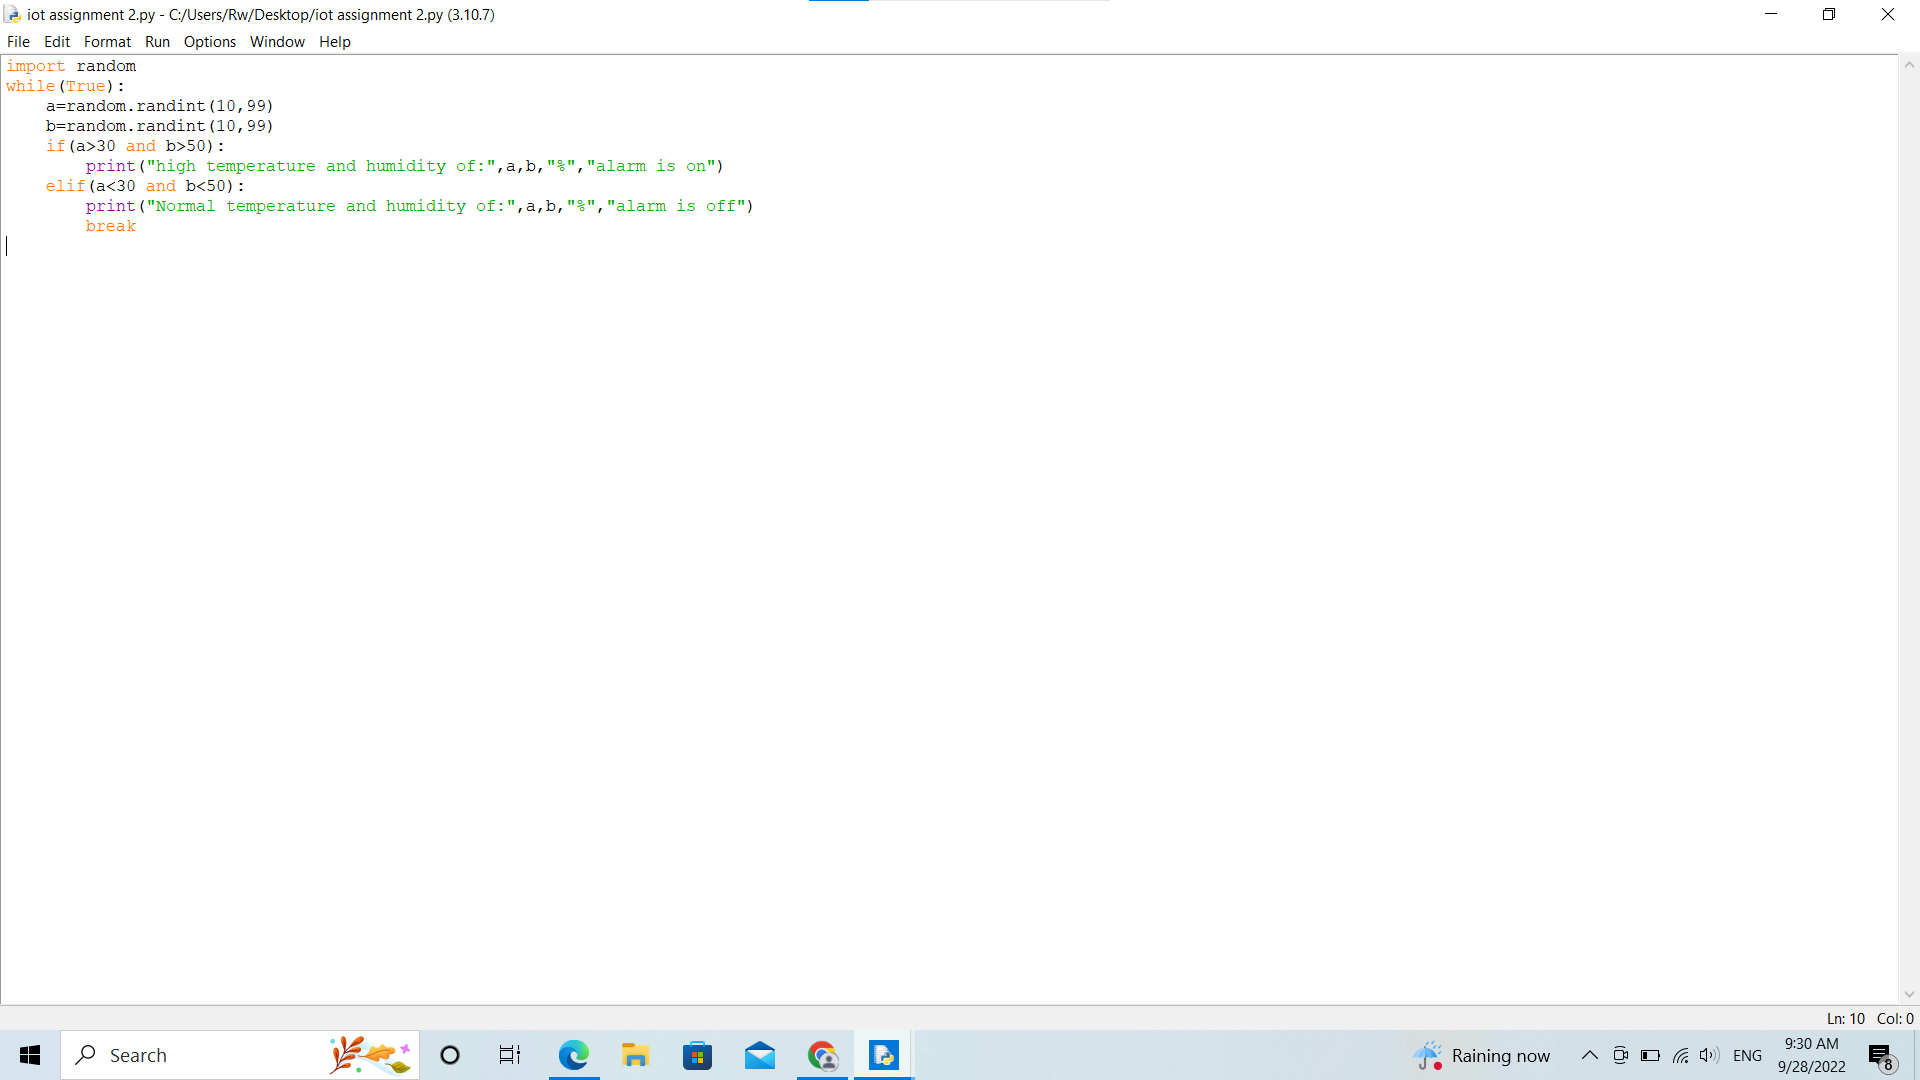 iot assignment 2.py - C:/Users/Rw/Desktop/iot assignment 2.py (3.10.7)
File Edit Format Run Options Window Help
import random
while(True):
    a=random.randint(10,99)
    b=random.randint(10,99)
    if(a>30 and b>50):
        print("high temperature and humidity of:",a,b,"%","alarm is on")
    elif(a<30 and b<50):
        print("Normal temperature and humidity of:",a,b,"%","alarm is off")
        break
Ln: 10 Col: 0
Search
Raining now
ENG
9:30 AM
9/28/2022
8